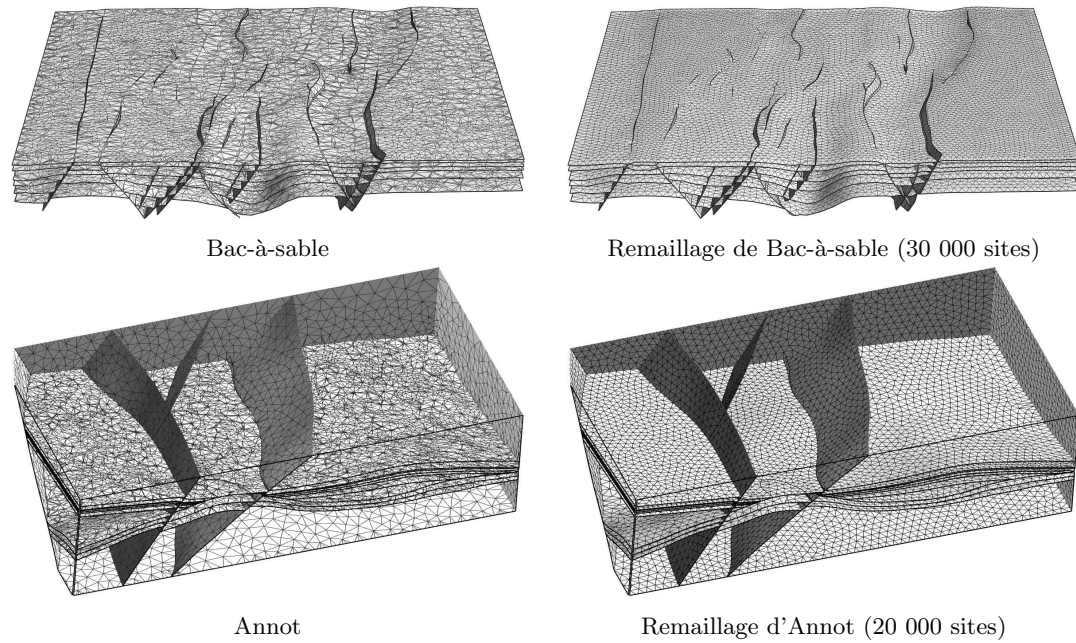 Bac-à-sable
Remaillage de Bac-à-sable (30 000 sites)
Annot
Remaillage d'Annot (20 000 sites)